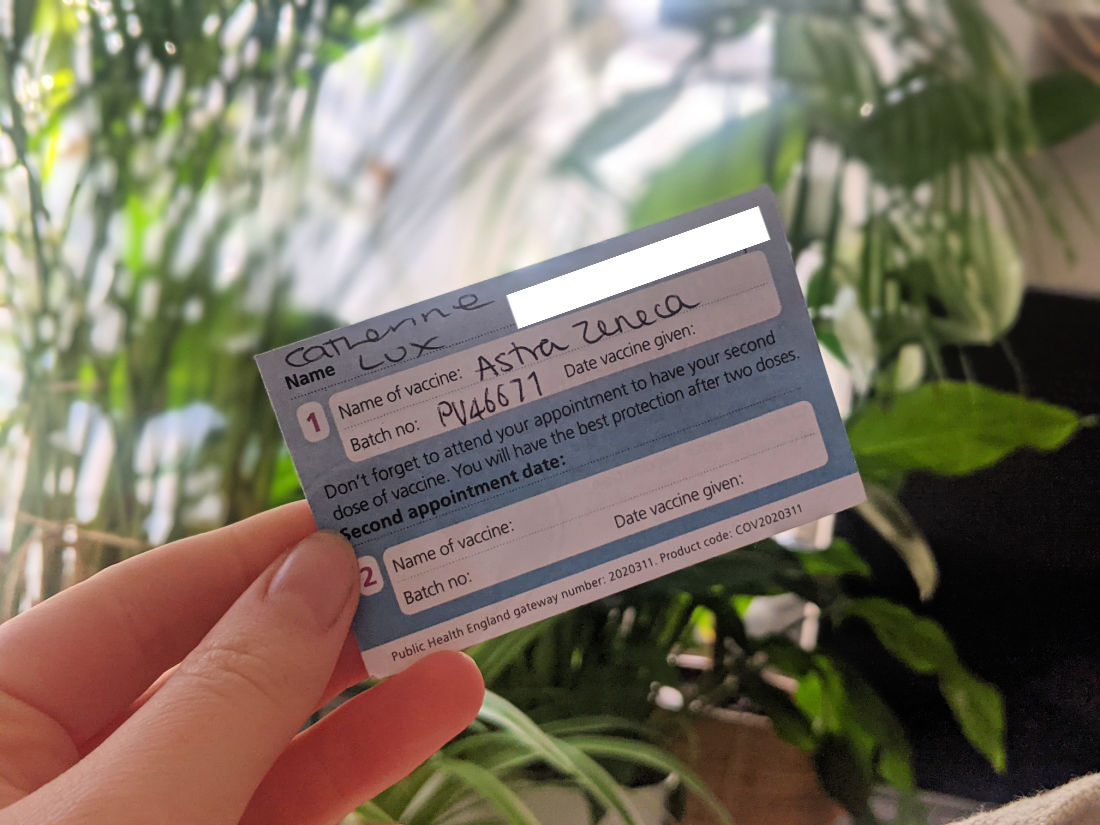 Catherine
Name Lux
1
Name of vaccine: Astra Zeneca
Batch no: PV46671 Date vaccine given:
Don't forget to attend your appointment to have your second
dose of vaccine. You will have the best protection after two doses.
Second appointment date:
2
Name of vaccine:
Batch no: Date vaccine given:
Public Health England gateway number: 2020311. Product code: COV2020311